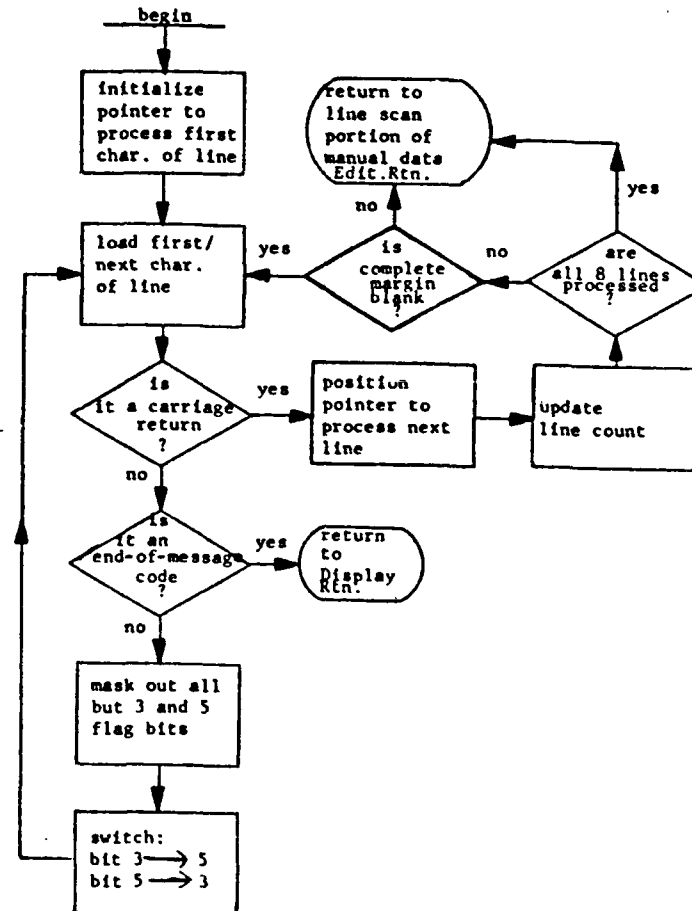 begin
initialize
pointer to
process first
char. of line
return to
line scan
portion of
manual data
Edit.Rtn.
yes
no
load first/
next char.
of line
yes
is
complete
margin
blank
?
no
are
all 8 lines
processed
?
is
it a carriage
return
?
yes
position
pointer to
process next
line
update
line count
no
is
it an
end-of-message
code
?
yes
return
to
Display
Rtn.
no
mask out all
but 3 and 5
flag bits
switch:
bit 3 → 5
bit 5 → 3